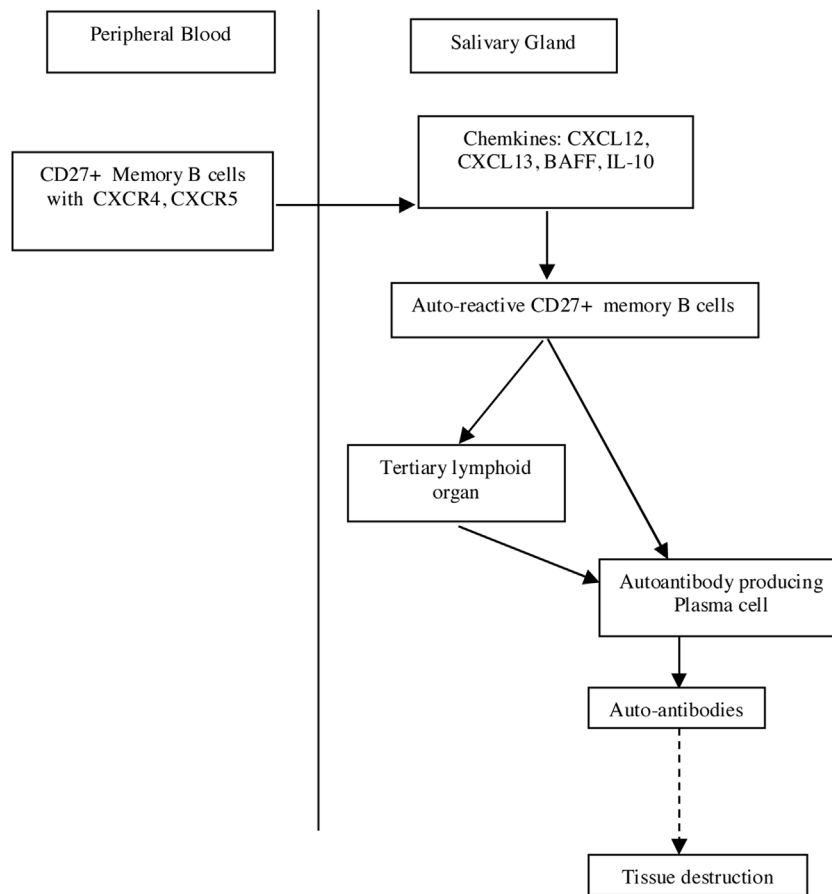 Peripheral Blood
Salivary Gland
Chemkines: CXCL12,
CXCL13, BAFF, IL-10
CD27+ Memory B cells
with CXCR4, CXCR5
Auto-reactive CD27+ memory B cells
Tertiary lymphoid
organ
Autoantibody producing
Plasma cell
Auto-antibodies
Tissue destruction